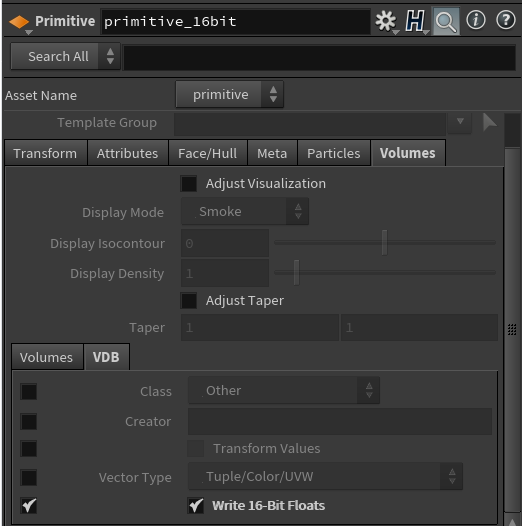 Primitive primitive_16bit
Search All
Asset Name primitive
Template Group
Transform Attributes Face/Hull Meta Particles Volumes
Adjust Visualization
Display Mode Smoke
Display Isocontour 0
Display Density 1
Adjust Taper
Taper 1 1
Volumes VDB
Class Other
Creator
Transform Values
Vector Type Tuple/Color/UVW
Write 16-Bit Floats